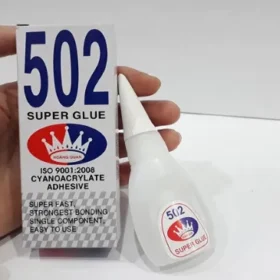 502
SUPER GLUE
ISO 9001:2008
CYANOACRYLATE
ADHESIVE
SUPER FAST,
STRONGEST BONDING
SINGLE COMPONENT,
EASY TO USE
502
SUPER GLUE